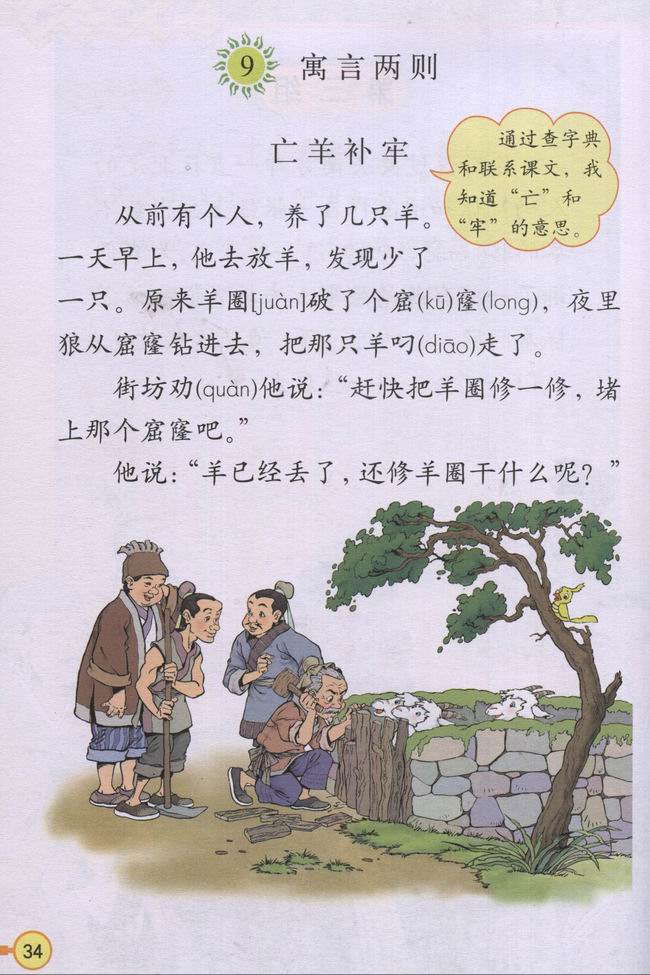 9
寓言两则
亡羊补牢
通过查字典
和联系课文，我
知道“亡”和
“牢”的意思。
从前有个人，养了几只羊。
一天早上，他去放羊，发现少了
一只。原来羊圈[juàn]破了个窟(kū)窿(long)，夜里
狼从窟窿钻进去，把那只羊叼(diāo)走了。
街坊劝(quàn)他说：“赶快把羊圈修一修，堵
上那个窟窿吧。”
他说：“羊已经丢了，还修羊圈干什么呢？”
34